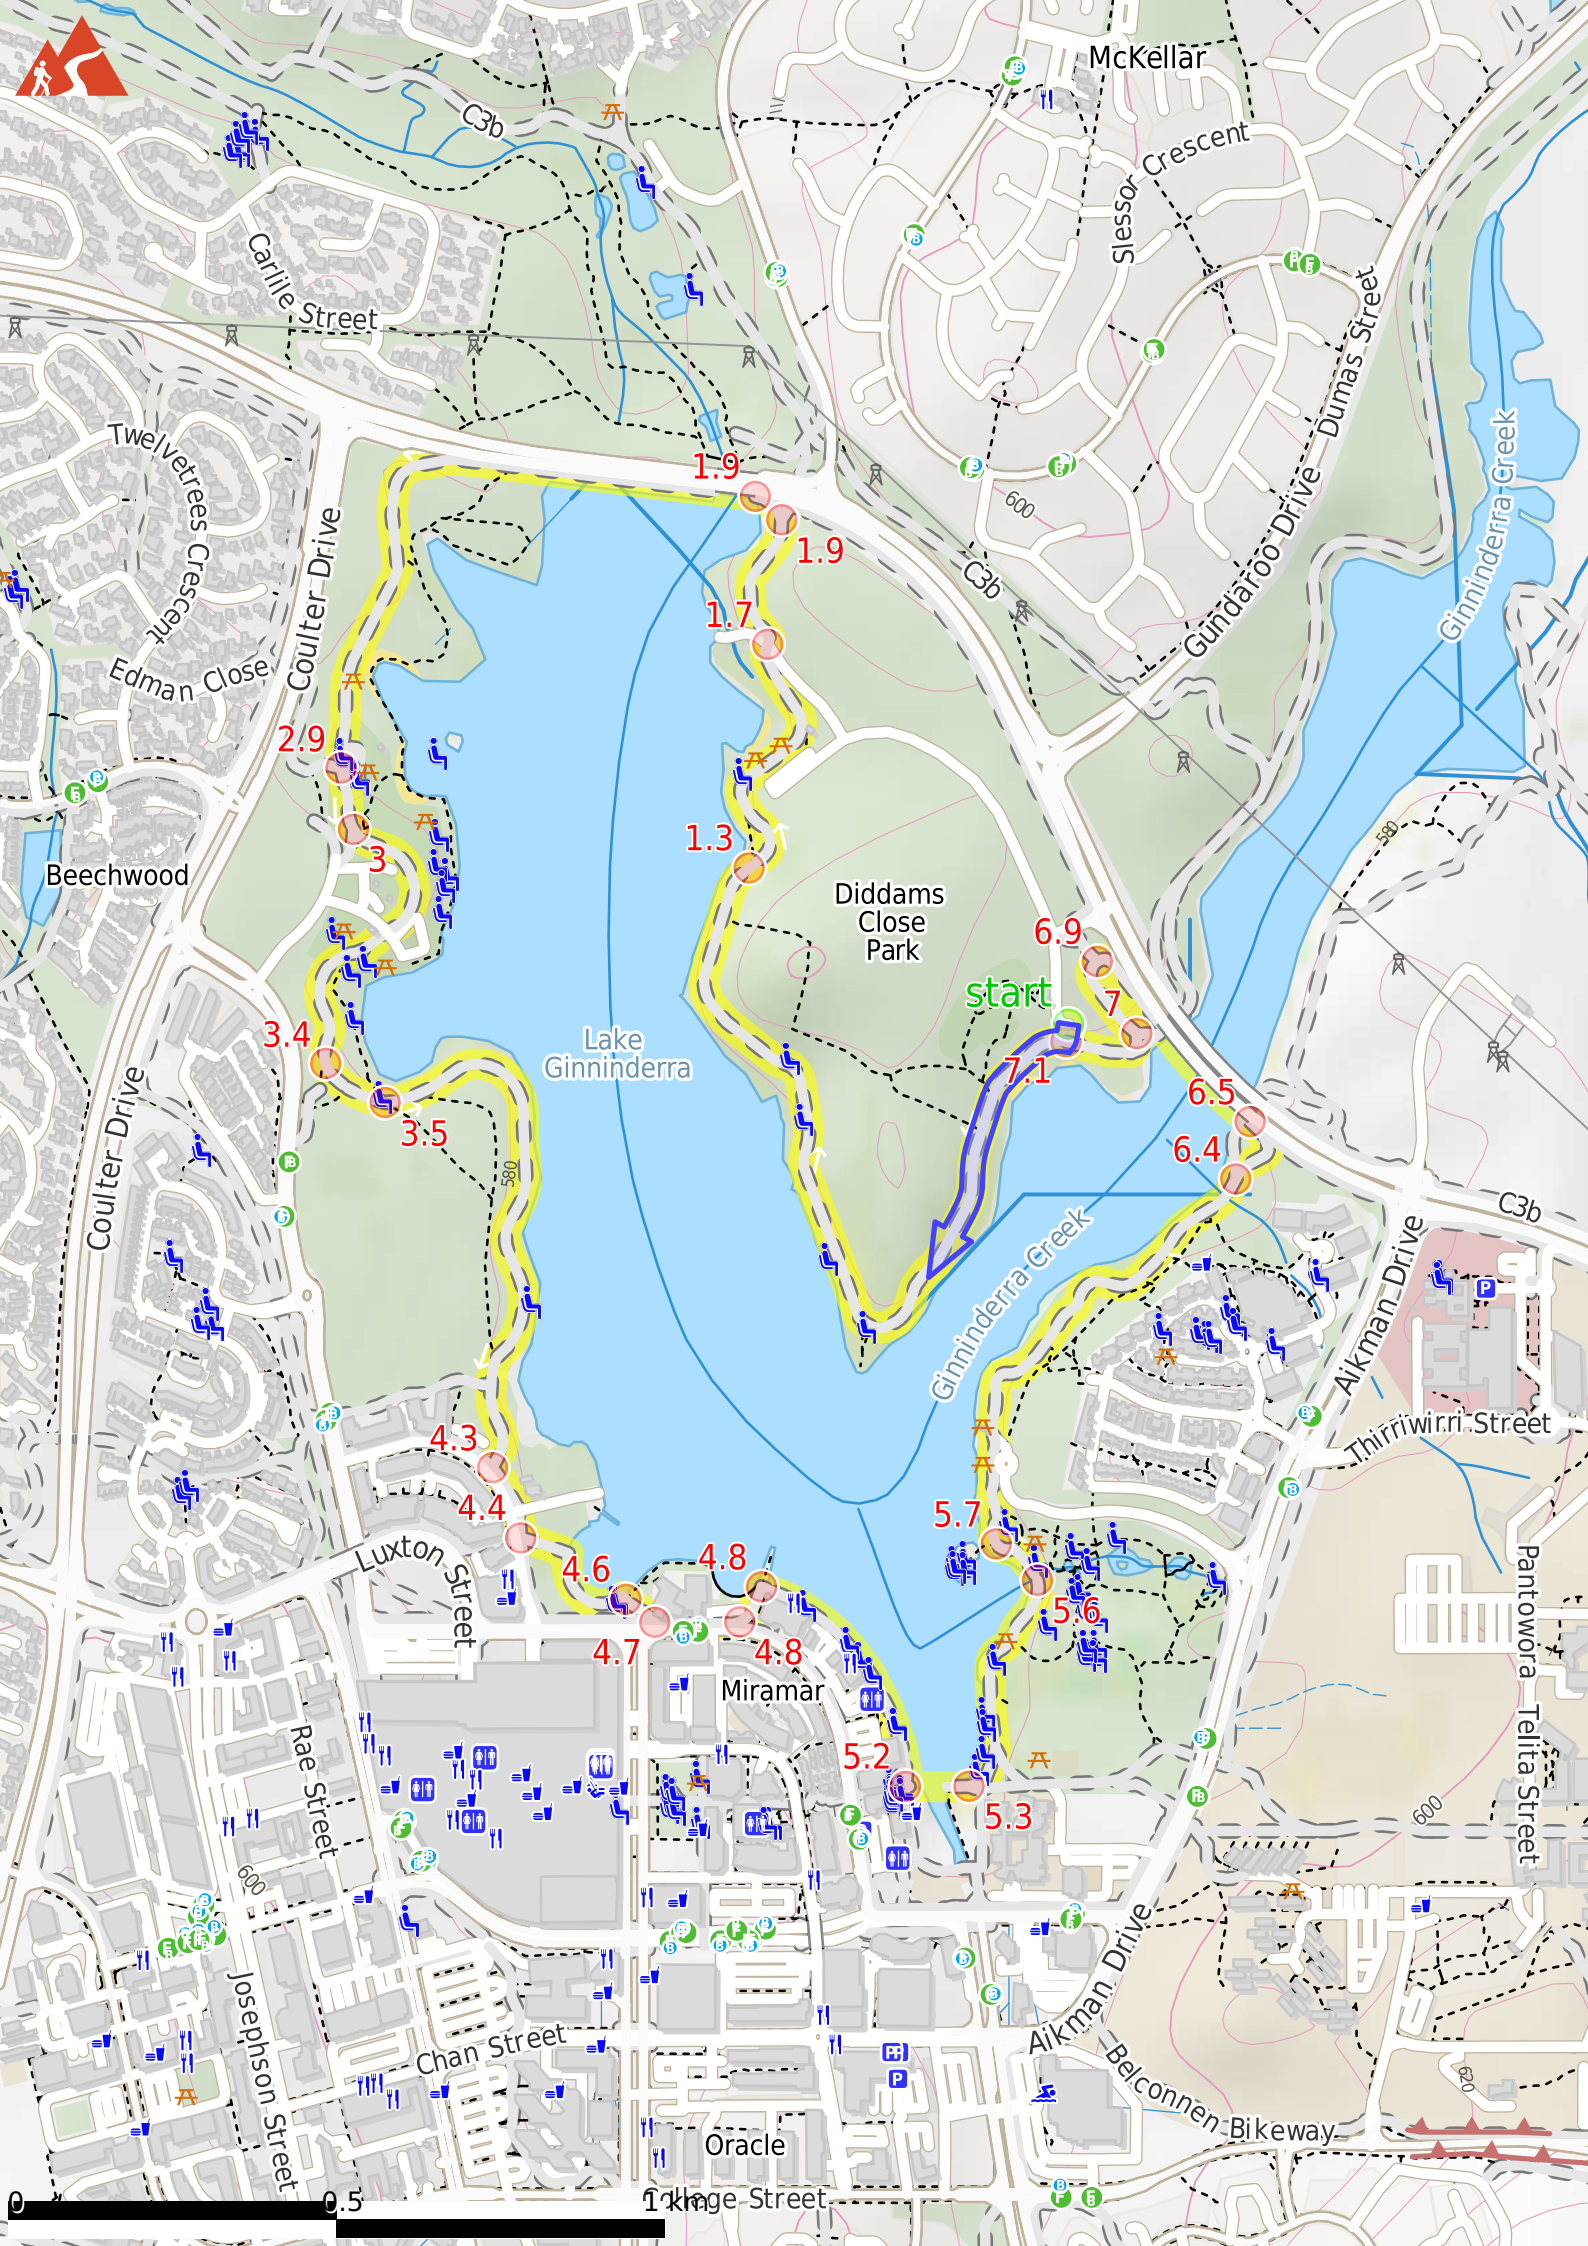 McKellar
C3b
Slessor Crescent
Carlile Street
Dumas Street
Twelvetrees Crescent
1.9
1.9
600
Ginninderra Creek
Gundaroo Drive
C3b
Coulter Drive
1.7
Edman Close
2.9
1.3
3
580
Beechwood
Diddams
Close
Park
6.9
start
7
3.4
Lake
Ginninderra
7.1
6.5
3.5
6.4
Coulter Drive
580
C3b
Ginninderra Creek
Aikman Drive
P
Thirriwirri Street
4.3
4.4
5.7
Luxton Street
4.6
4.8
5.6
4.7
4.8
Miramar
Pantowora Telita Street
Rae Street
5.2
5.3
600
600
Josephson Street
Aikman Drive
Chan Street
P
Belconnen Bikeway
620
Oracle
College Street
0
0.5
1 km